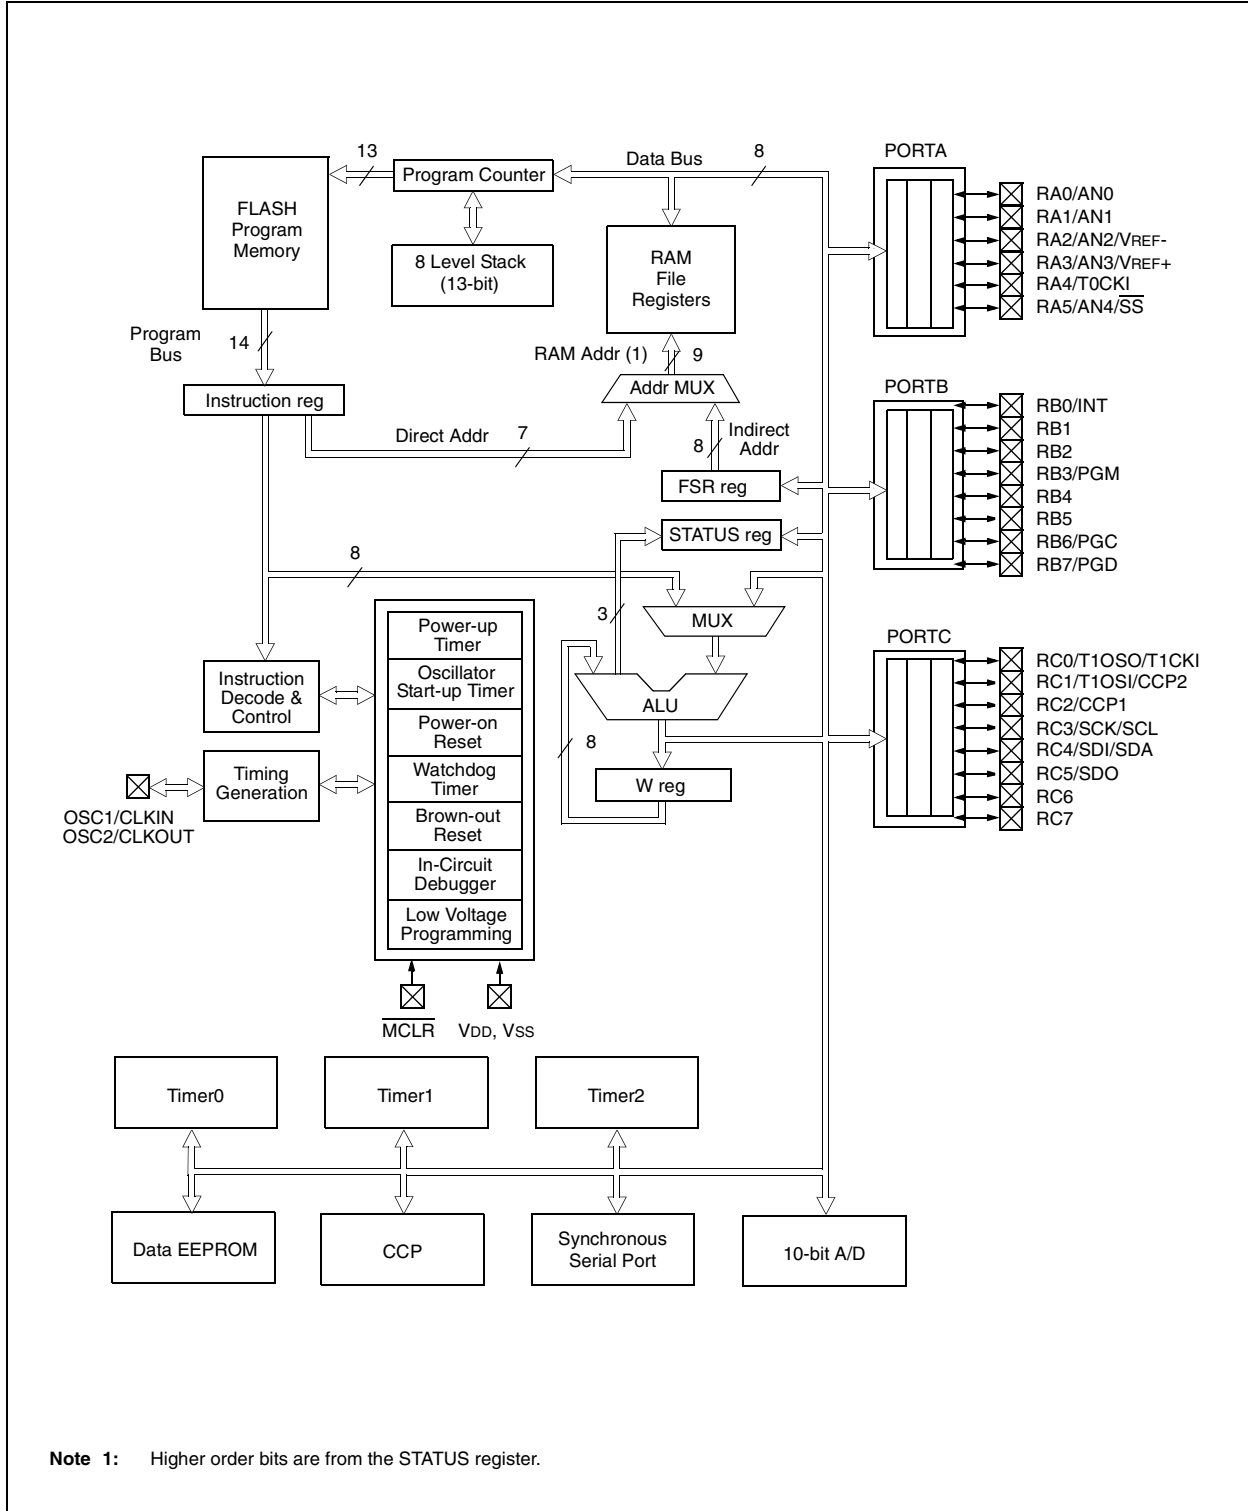 13
Data Bus
8
PORTA
FLASH
Program
Memory
Program Counter
8 Level Stack
(13-bit)
RAM
File
Registers
RA0/AN0
RA1/AN1
RA2/AN2/VREF-
RA3/AN3/VREF+
RA4/T0CKI
RA5/AN4/SS
Program
Bus
14
RAM Addr (1)
9
Addr MUX
Instruction reg
Direct Addr
7
8
Indirect
Addr
FSR reg
STATUS reg
PORTB
RB0/INT
RB1
RB2
RB3/PGM
RB4
RB5
RB6/PGC
RB7/PGD
8
3
MUX
ALU
8
W reg
PORTC
RC0/T1OSO/T1CKI
RC1/T1OSI/CCP2
RC2/CCP1
RC3/SCK/SCL
RC4/SDI/SDA
RC5/SDO
RC6
RC7
Instruction
Decode &
Control
Timing
Generation
OSC1/CLKIN
OSC2/CLKOUT
Power-up
Timer
Oscillator
Start-up Timer
Power-on
Reset
Watchdog
Timer
Brown-out
Reset
In-Circuit
Debugger
Low Voltage
Programming
MCLR
VDD, VSS
Timer0
Timer1
Timer2
Data EEPROM
CCP
Synchronous
Serial Port
10-bit A/D
Note 1: Higher order bits are from the STATUS register.